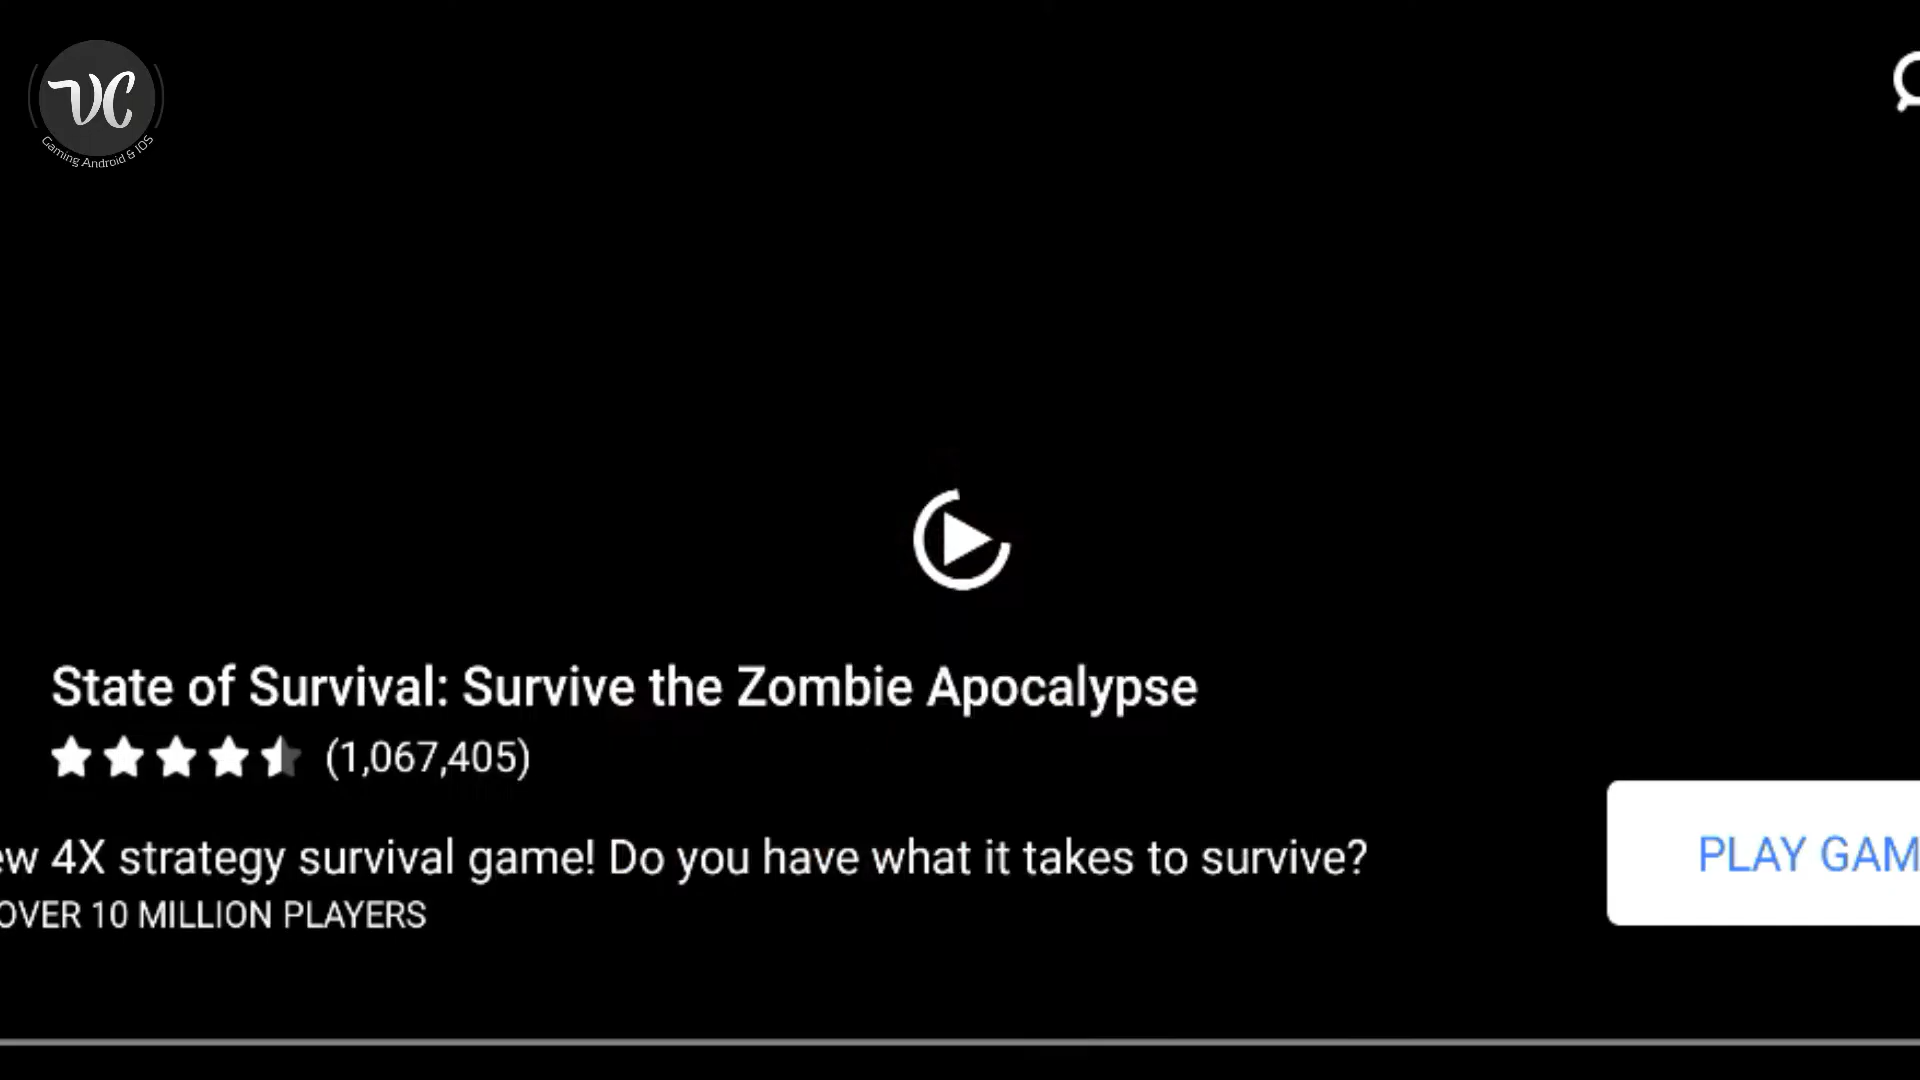 VC
Gaming Android & IOS
State of Survival: Survive the Zombie Apocalypse
(1,067,405)
ew 4X strategy survival game! Do you have what it takes to survive?
OVER 10 MILLION PLAYERS
PLAY GAM